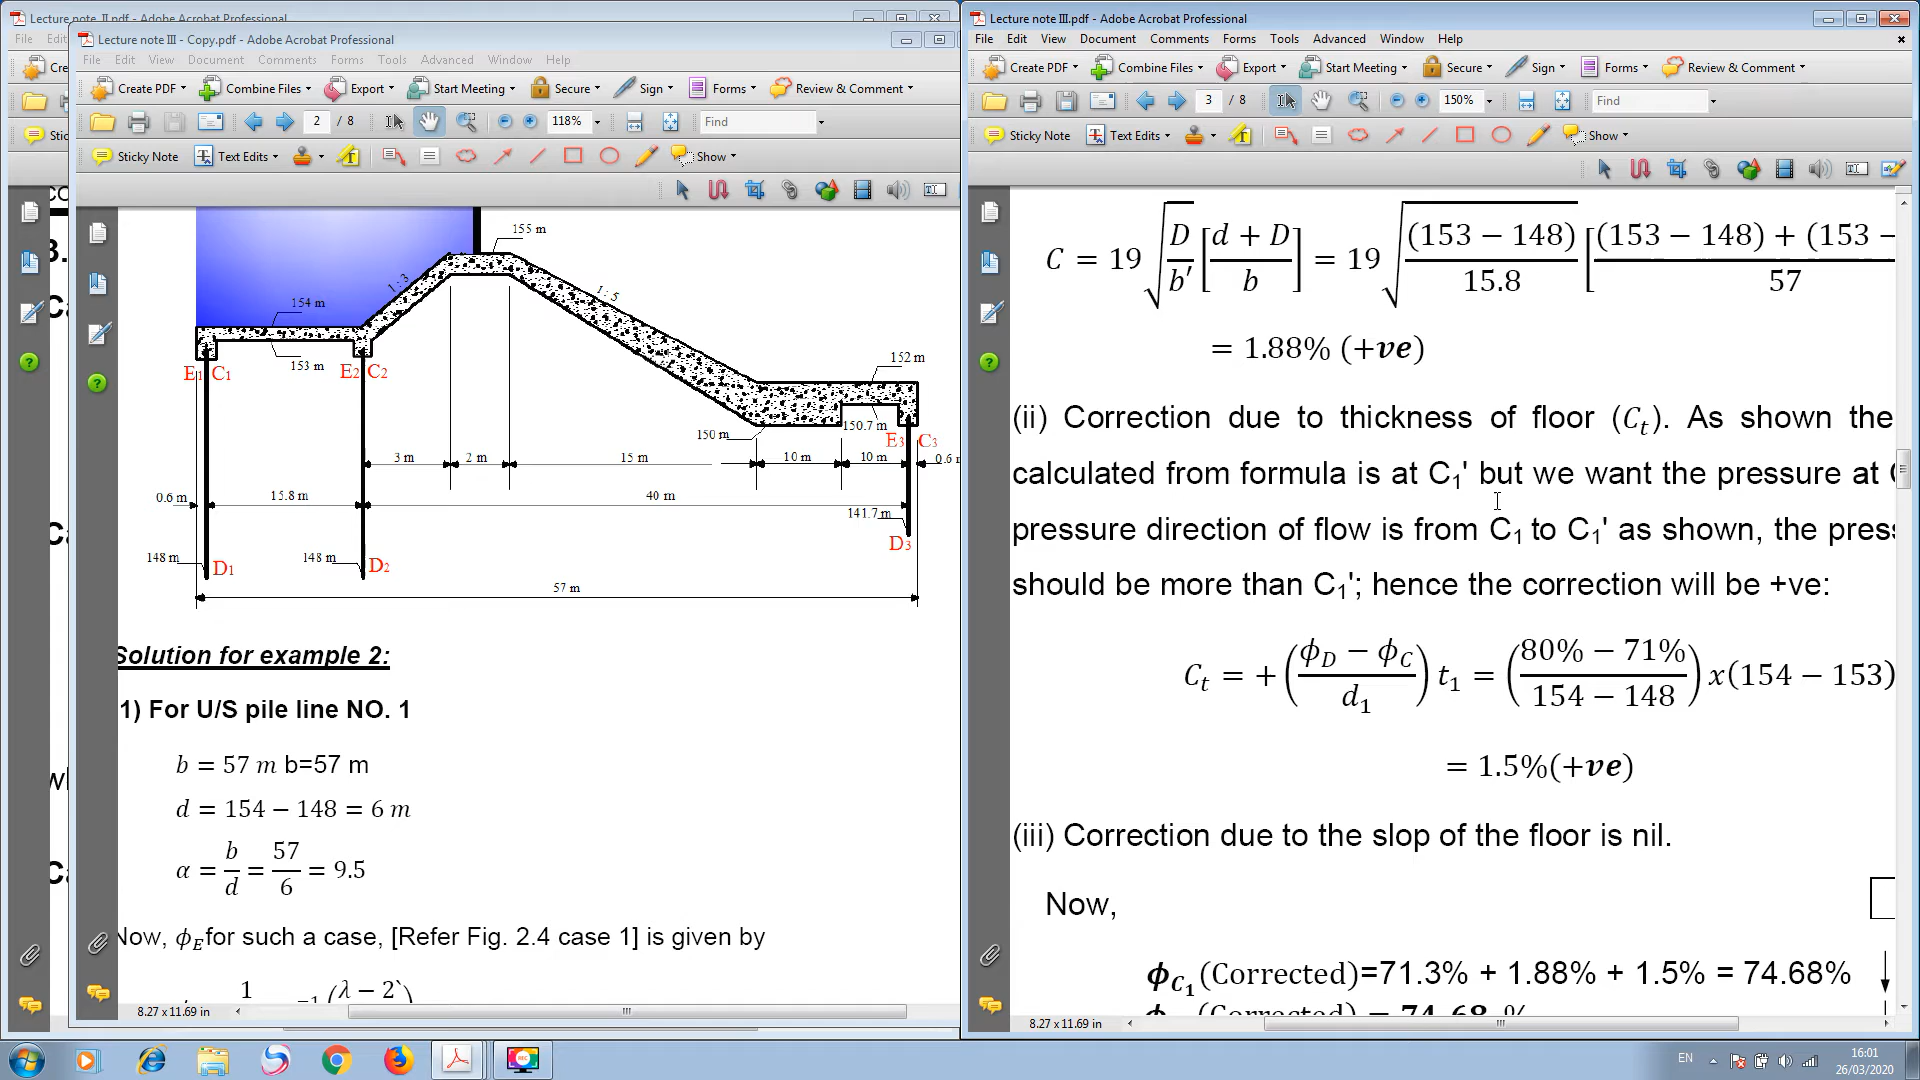 Lecture note II.pdf - Adobe Acrobat Professional
Lecture note III - Copy.pdf - Adobe Acrobat Professional
File Edit View Document Comments Forms Tools Advanced Window Help
Create PDF Combine Files Export Start Meeting Secure Sign Forms Review & Comment
2 / 8 118% Find
Sticky Note Text Edits Show
155 m
1 : 3
1 : 5
154 m
153 m
152 m
E1 C1
E2 C2
150.7 m
150 m
E3 C3
3 m 2 m 15 m 10 m 10 m 0.6 m
0.6 m 15.8 m 40 m
141.7 m
D3
148 m D1 148 m D2
57 m
Solution for example 2:
1) For U/S pile line NO. 1
b = 57 m b=57 m
d = 154 − 148 = 6 m
α = b/d = 57/6 = 9.5
Now, ϕE for such a case, [Refer Fig. 2.4 case 1] is given by
8.27 x 11.69 in
Lecture note III.pdf - Adobe Acrobat Professional
File Edit View Document Comments Forms Tools Advanced Window Help
Create PDF Combine Files Export Start Meeting Secure Sign Forms Review & Comment
3 / 8 150% Find
Sticky Note Text Edits Show
C = 19 √(D/b′) [(d + D)/b] = 19 √((153 − 148)/15.8) [((153 − 148) + (153 −/57
= 1.88% (+ve)
(ii) Correction due to thickness of floor (Ct). As shown the
calculated from formula is at C1' but we want the pressure at
pressure direction of flow is from C1 to C1' as shown, the pres
should be more than C1'; hence the correction will be +ve:
Ct = + ((ϕD − ϕC)/d1) t1 = ((80% − 71%)/(154 − 148)) x(154 − 153)
= 1.5%(+ve)
(iii) Correction due to the slop of the floor is nil.
Now,
ϕC1 (Corrected)=71.3% + 1.88% + 1.5% = 74.68%
8.27 x 11.69 in
EN
16:01
26/03/2020